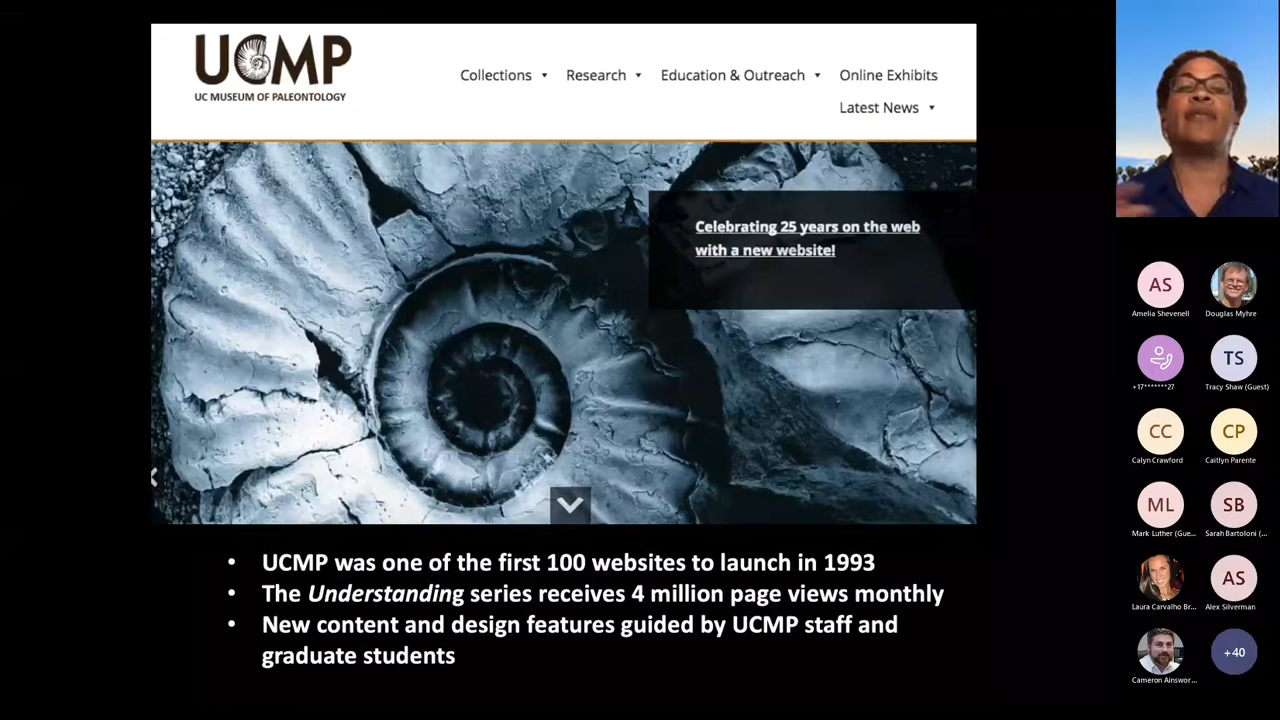 UCMP
UC MUSEUM OF PALEONTOLOGY
Collections
Research
Education & Outreach
Online Exhibits
Latest News
Celebrating 25 years on the web
with a new website!
• UCMP was one of the first 100 websites to launch in 1993
• The Understanding series receives 4 million page views monthly
• New content and design features guided by UCMP staff and
graduate students
AS
Amelia Shevenell
Douglas Myhre
+17*******27
TS
Tracy Shaw (Guest)
CC
Calyn Crawford
CP
Caitlyn Parente
ML
Mark Luther (Gue...
SB
Sarah Bartoloni (...
Laura Carvalho Br...
AS
Alex Silverman
Cameron Ainswor...
+40